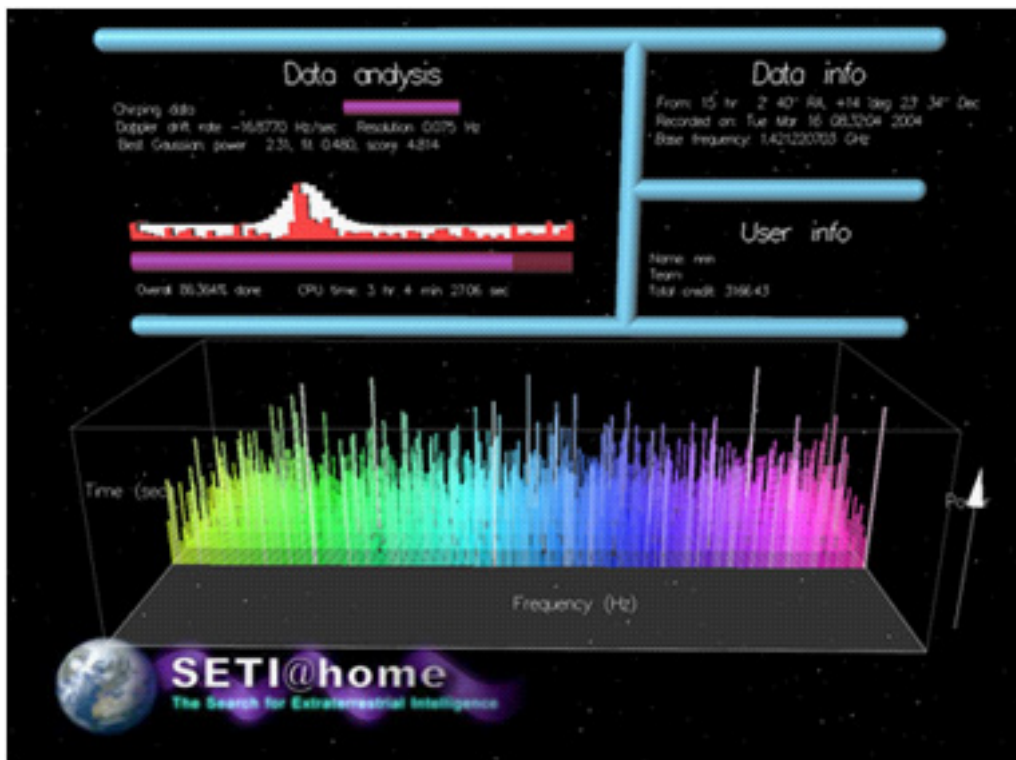 Data analysis
Chirping data
Doppler drift rate -16.8770 Hz/sec Resolution 0.075 Hz
Best Gaussian: power 2.31, fit 0.480, score 4.814
Overall 86.364% done CPU time: 3 hr 4 min 27.06 sec
Data info
From: 15 hr 2' 40" RA, +14 deg 23' 34" Dec
Recorded on: Tue Mar 16 08:32:04 2004
Base frequency: 1.421220703 GHz
User info
Name:
Team:
Total credit:
Time (sec)
Power
Frequency (Hz)
SETI@home
The Search for Extraterrestrial Intelligence